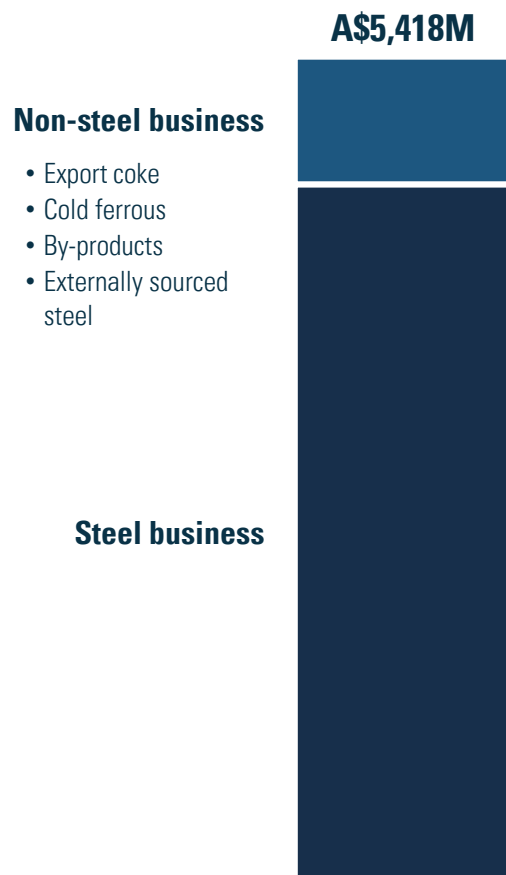 A$5,418M
Non-steel business
• Export coke
• Cold ferrous
• By-products
• Externally sourced
steel
Steel business